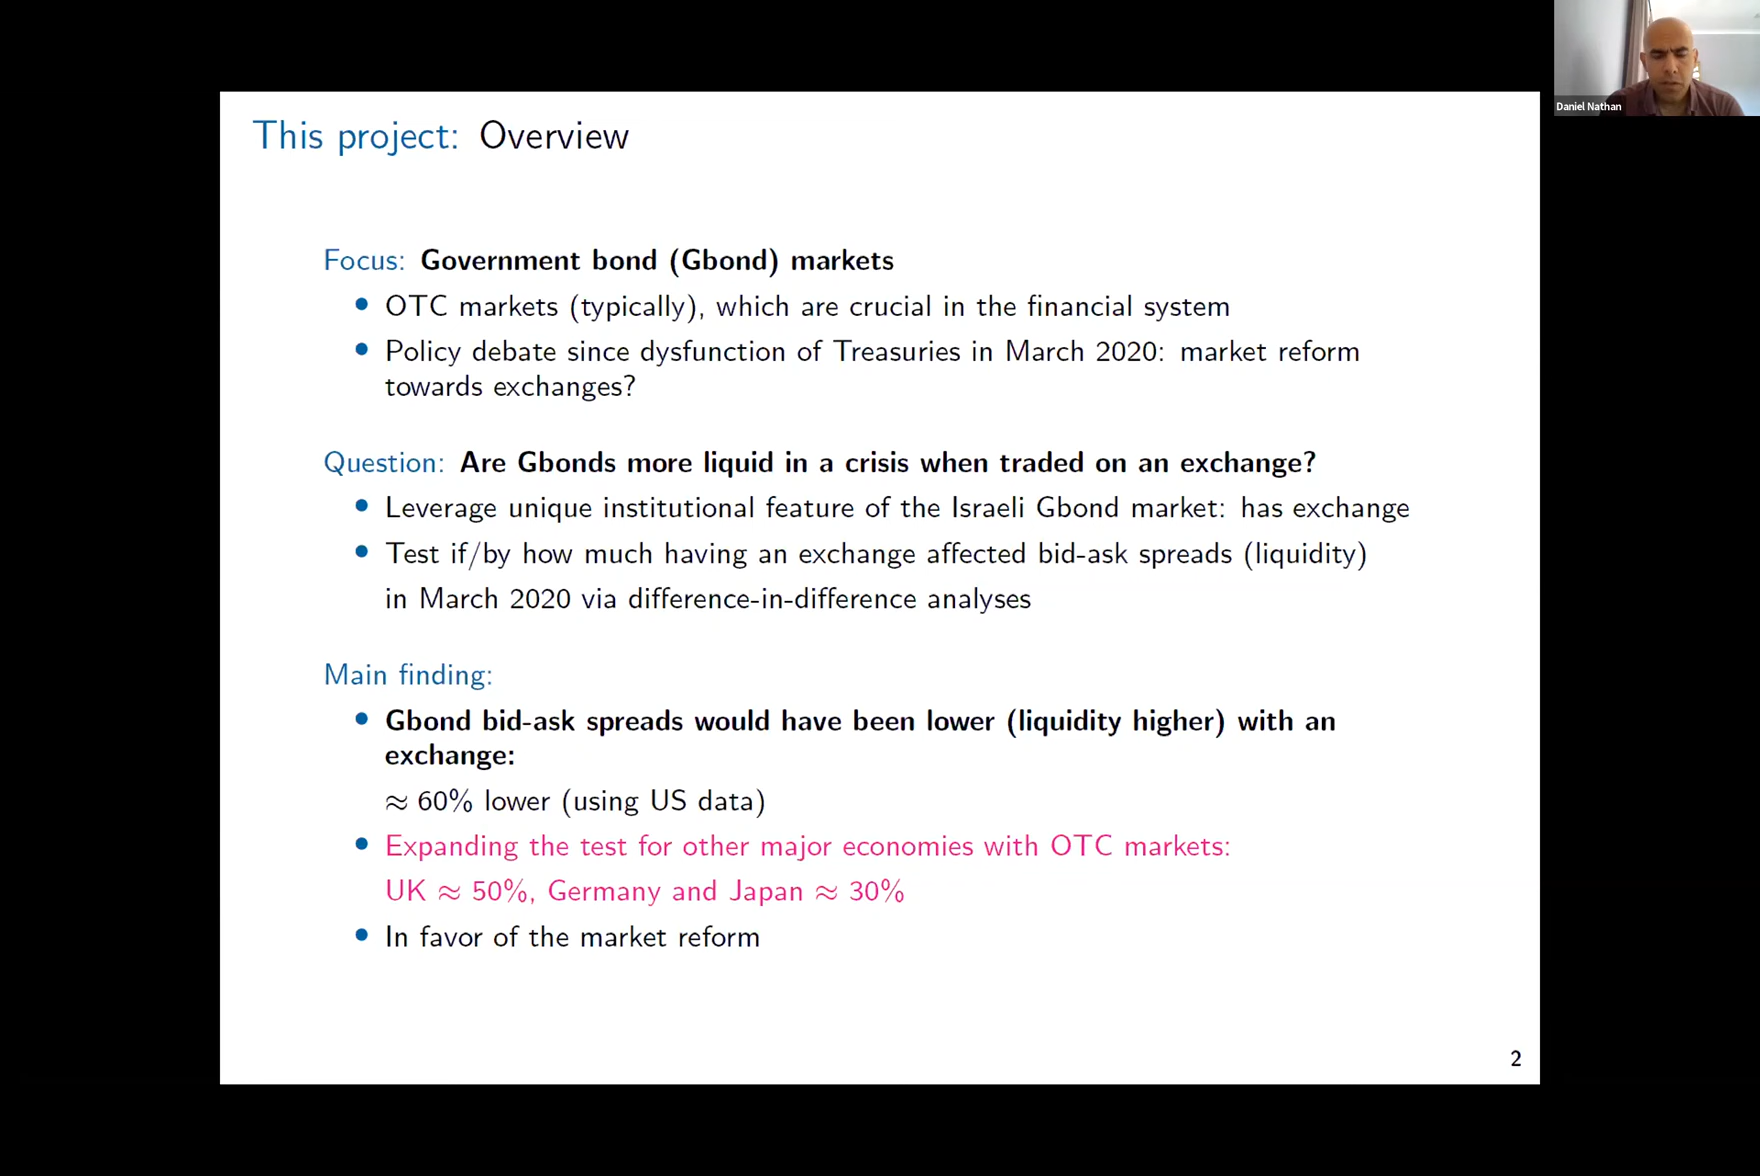 Daniel Nathan
This project: Overview
Focus: Government bond (Gbond) markets
• OTC markets (typically), which are crucial in the financial system
• Policy debate since dysfunction of Treasuries in March 2020: market reform
towards exchanges?
Question: Are Gbonds more liquid in a crisis when traded on an exchange?
• Leverage unique institutional feature of the Israeli Gbond market: has exchange
• Test if/by how much having an exchange affected bid-ask spreads (liquidity)
in March 2020 via difference-in-difference analyses
Main finding:
• Gbond bid-ask spreads would have been lower (liquidity higher) with an
exchange:
≈ 60% lower (using US data)
• Expanding the test for other major economies with OTC markets:
UK ≈ 50%, Germany and Japan ≈ 30%
• In favor of the market reform
2